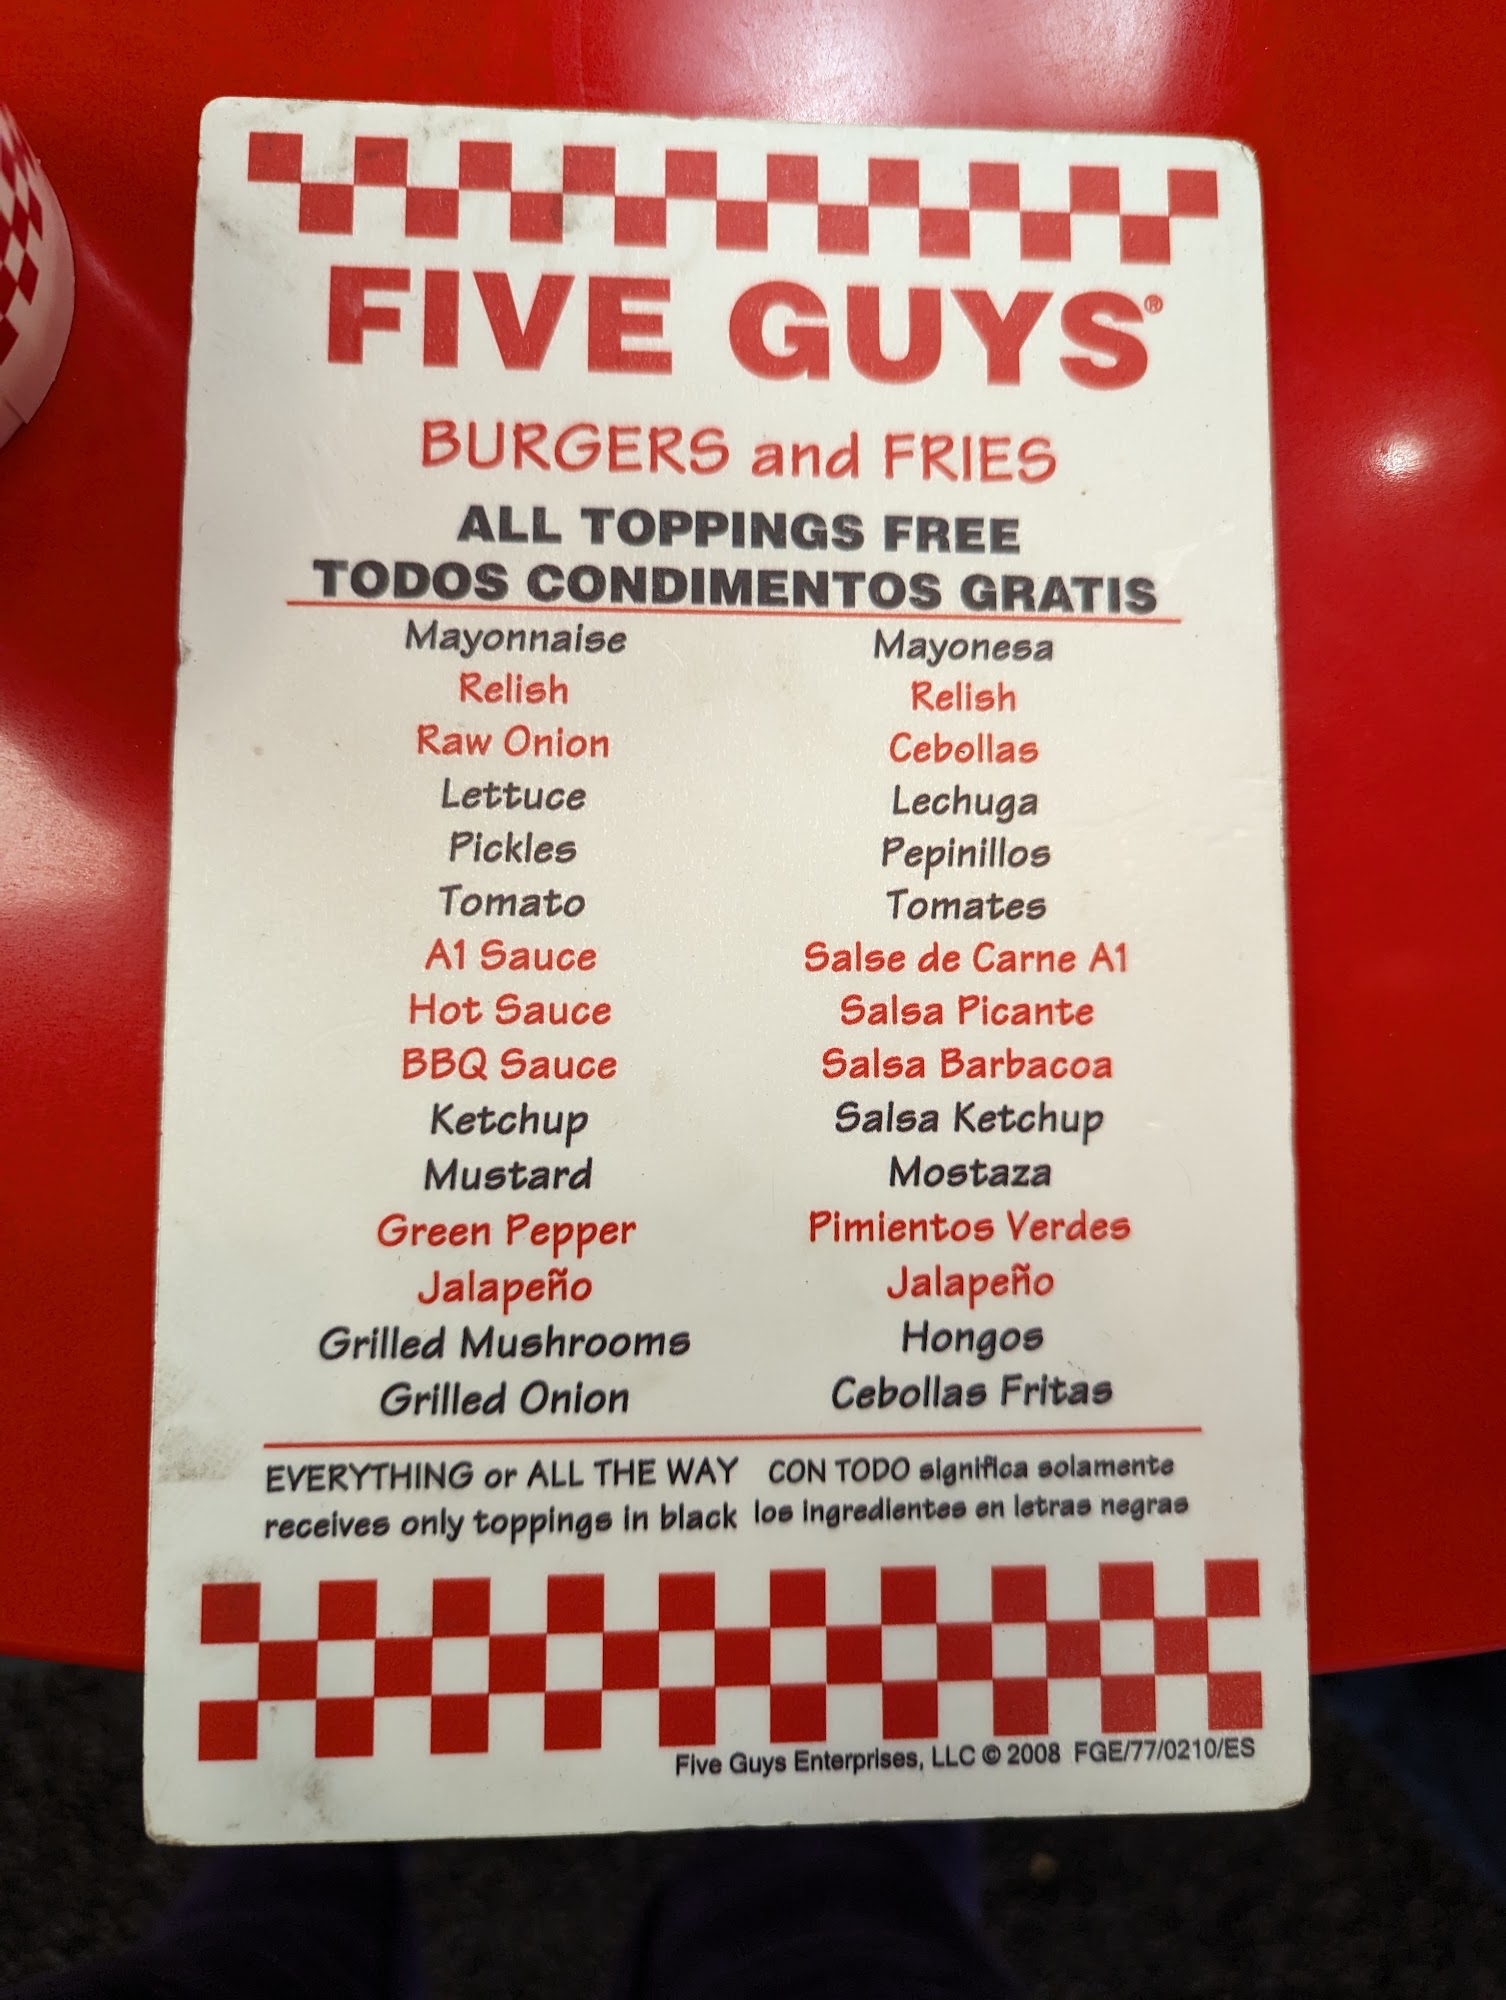 FIVE GUYS®
BURGERS and FRIES
ALL TOPPINGS FREE
TODOS CONDIMENTOS GRATIS
Mayonnaise Mayonesa
Relish Relish
Raw Onion Cebollas
Lettuce Lechuga
Pickles Pepinillos
Tomato Tomates
A1 Sauce Salse de Carne A1
Hot Sauce Salsa Picante
BBQ Sauce Salsa Barbacoa
Ketchup Salsa Ketchup
Mustard Mostaza
Green Pepper Pimientos Verdes
Jalapeño Jalapeño
Grilled Mushrooms Hongos
Grilled Onion Cebollas Fritas
EVERYTHING or ALL THE WAY CON TODO significa solamente
receives only toppings in black los ingredientes en letras negras
Five Guys Enterprises, LLC © 2008 FGE/77/0210/ES